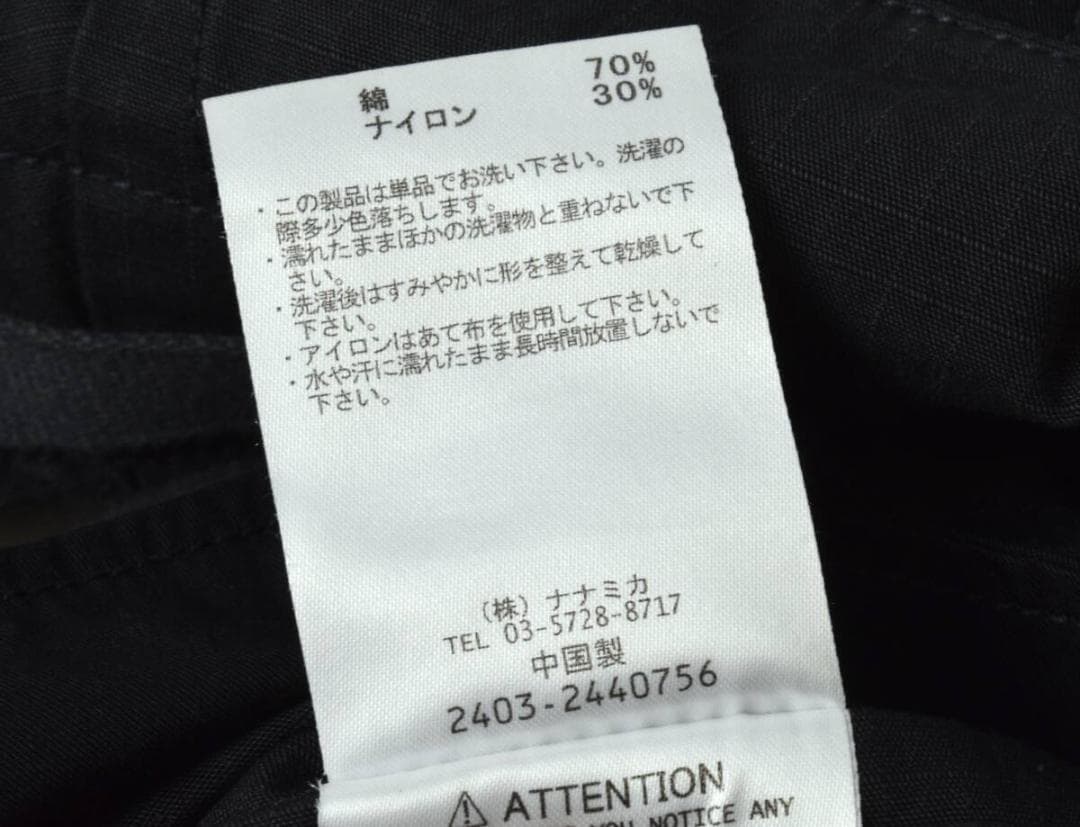 綿 70%
ナイロン 30%
・この製品は単品でお洗い下さい。洗濯の
際多少色落ちします。
・濡れたままほかの洗濯物と重ねないで下
さい。
・洗濯後はすみやかに形を整えて乾燥して
下さい。
・アイロンはあて布を使用して下さい。
・水や汗に濡れたまま長時間放置しないで
下さい。
(株)ナナミカ
TEL 03-5728-8717
中国製
2403-2440756
⚠ ATTENTION
YOU NOTICE ANY